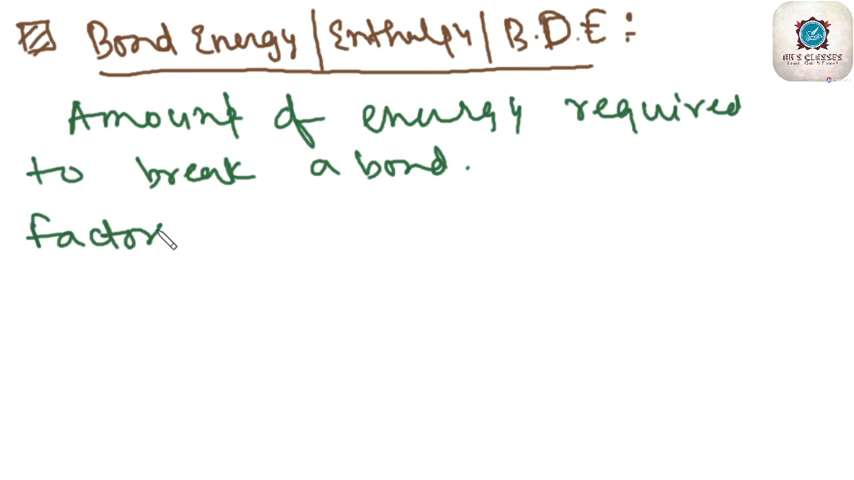 Bond Energy | Enthalpy | B.D.E :
Amount of energy required
to break a bond.
factor